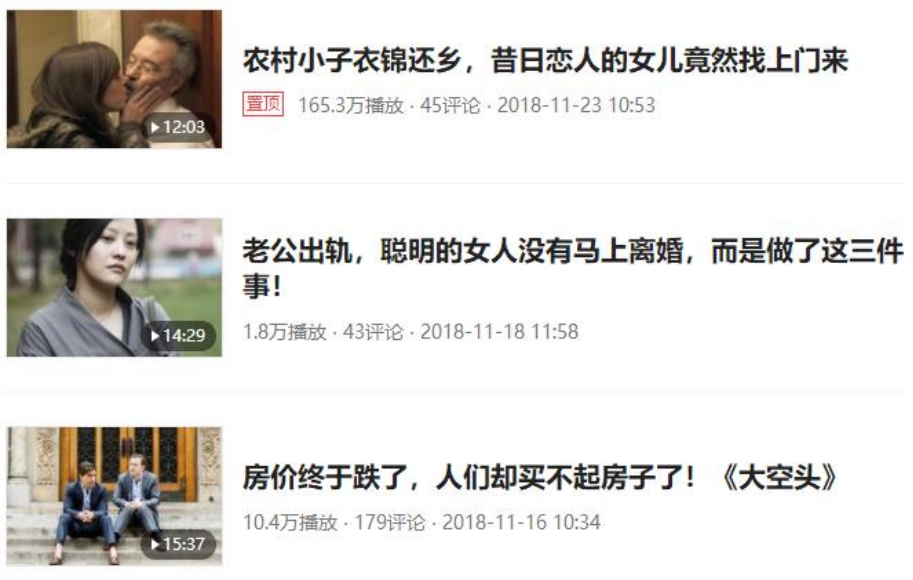 农村小子衣锦还乡，昔日恋人的女儿竟然找上门来
置顶 165.3万播放 · 45评论 · 2018-11-23 10:53
12:03
老公出轨，聪明的女人没有马上离婚，而是做了这三件
事！
1.8万播放 · 43评论 · 2018-11-18 11:58
14:29
房价终于跌了，人们却买不起房子了！《大空头》
10.4万播放 · 179评论 · 2018-11-16 10:34
15:37